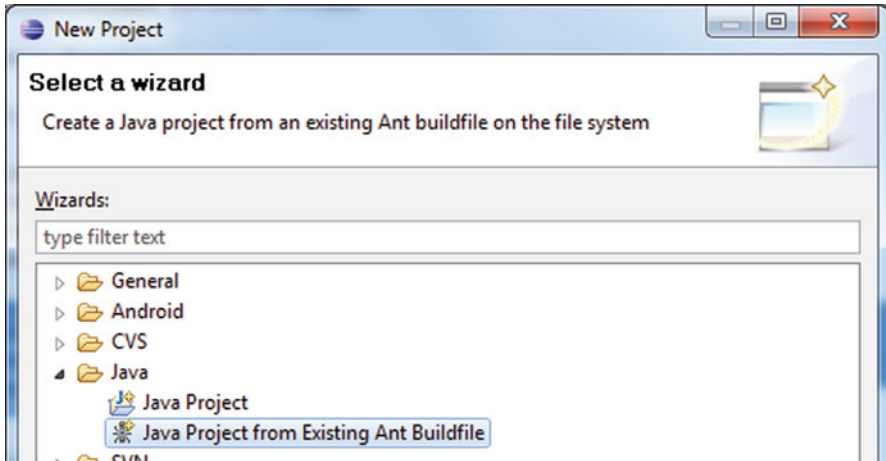 New Project
Select a wizard
Create a Java project from an existing Ant buildfile on the file system
Wizards:
type filter text
General
Android
CVS
Java
Java Project
Java Project from Existing Ant Buildfile
SVN